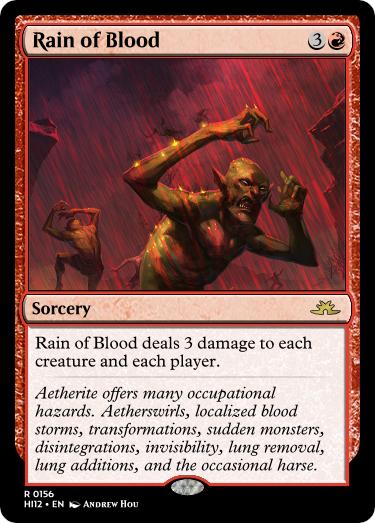 Rain of Blood 3
Sorcery
Rain of Blood deals 3 damage to each
creature and each player.
Aetherite offers many occupational
hazards. Aetherswirls, localized blood
storms, transformations, sudden monsters,
disintegrations, invisibility, lung removal,
lung additions, and the occasional harse.
R 0156
HI12 • EN Andrew Hou